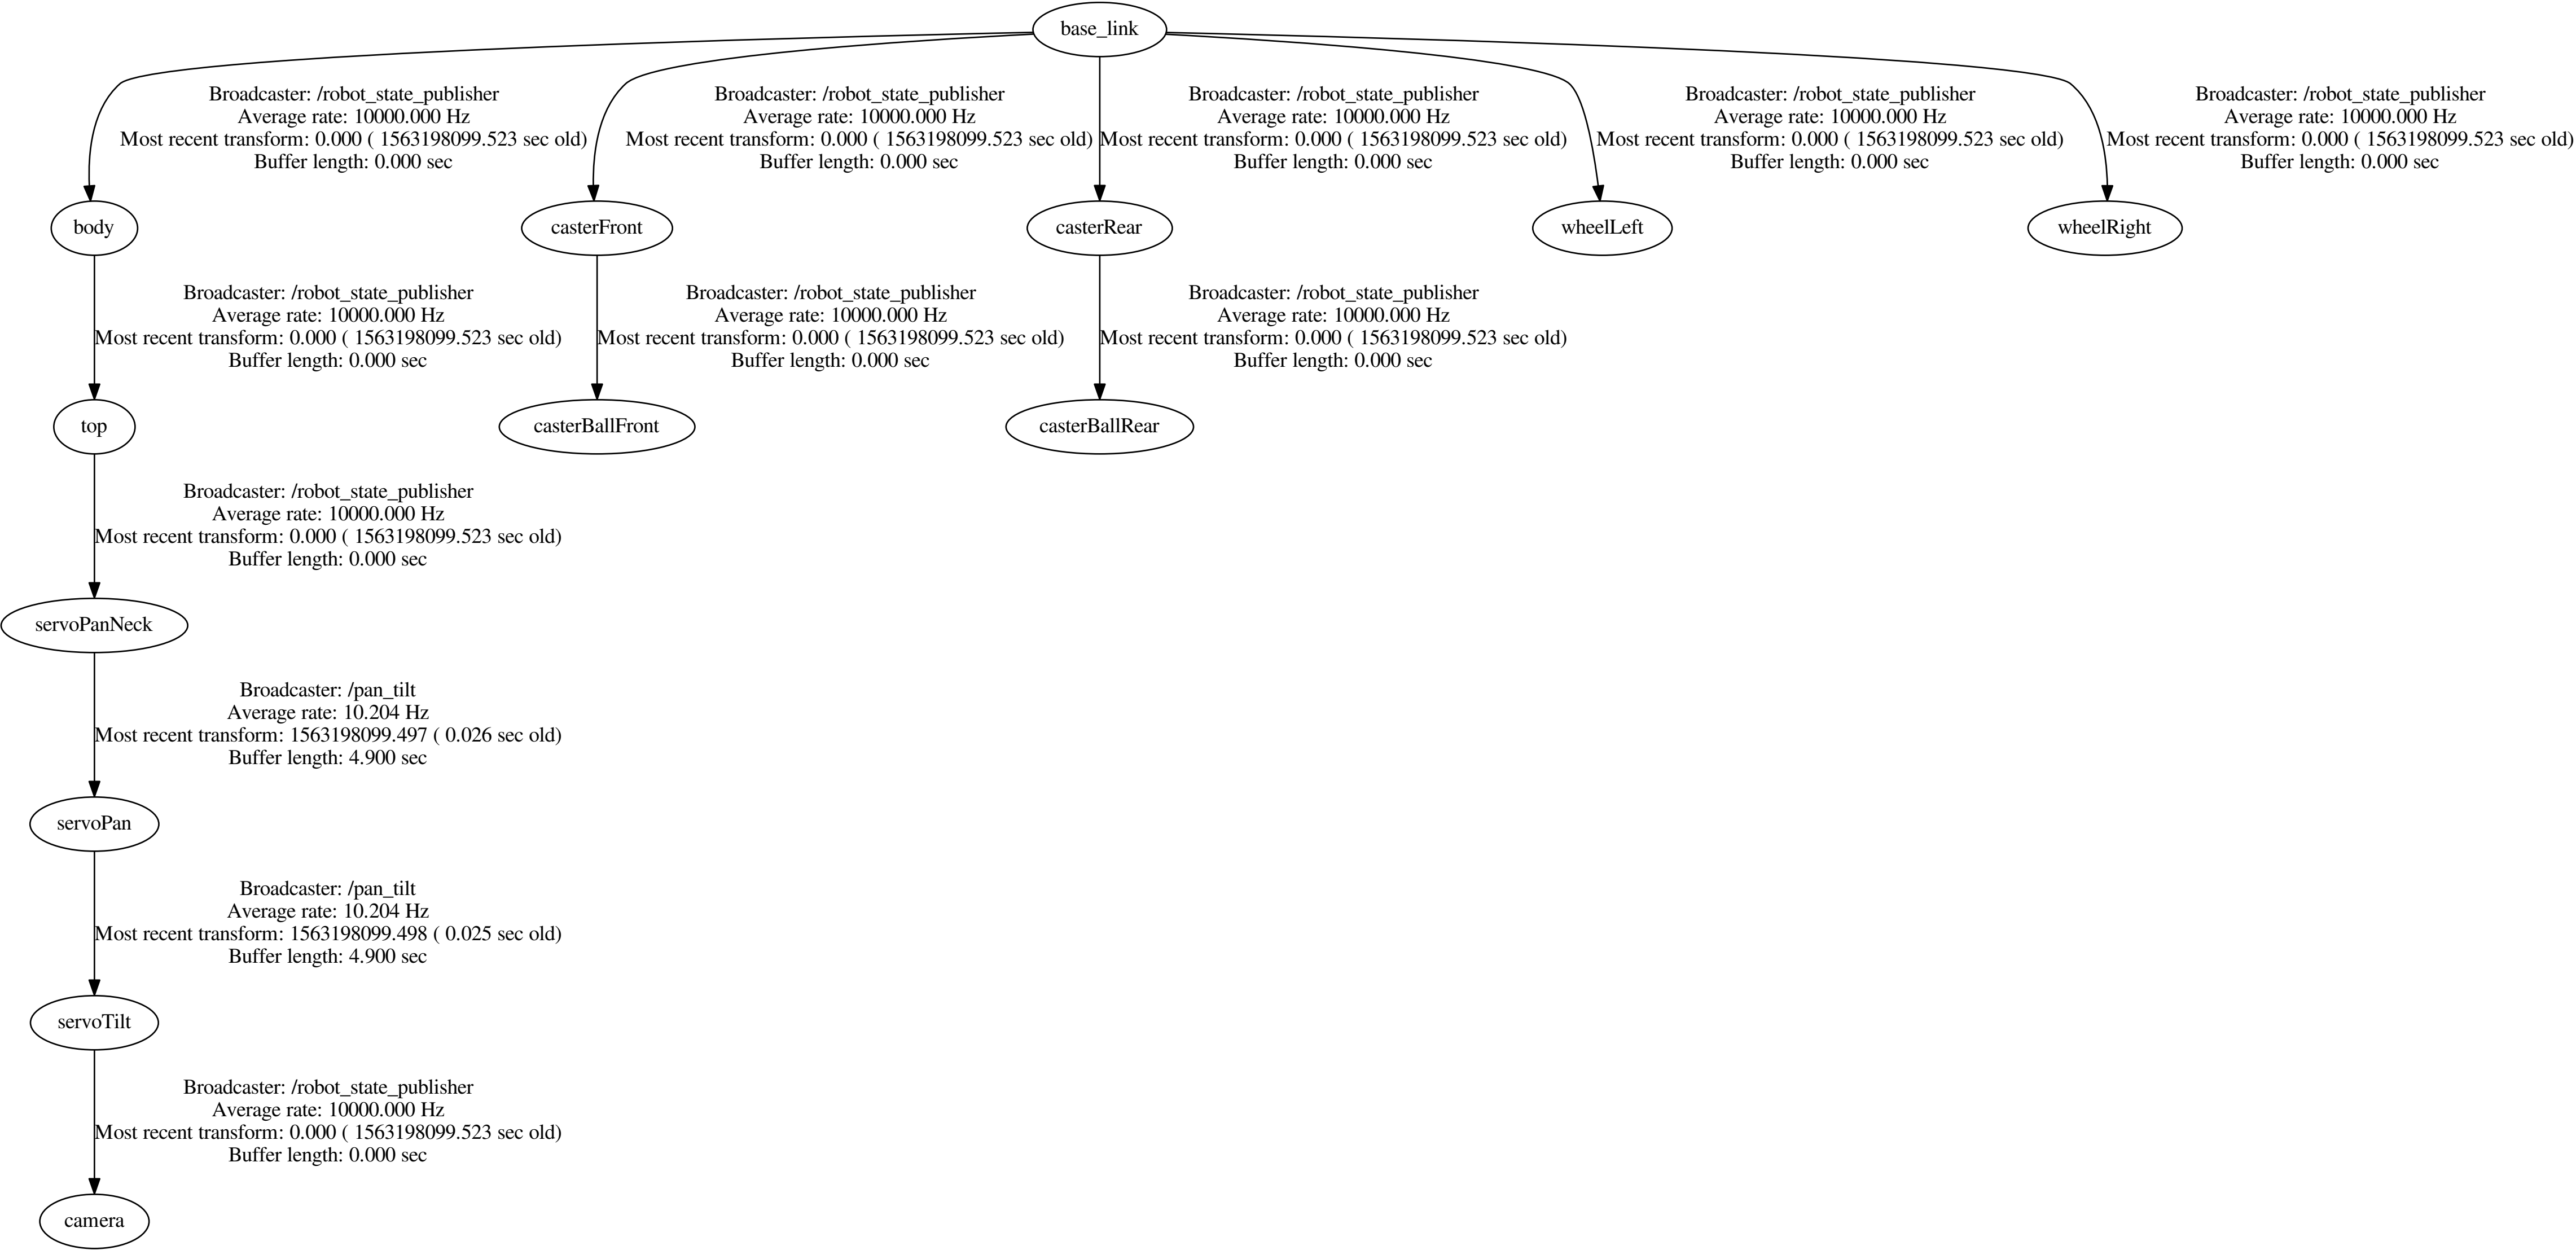 base_link
Broadcaster: /robot_state_publisher
Average rate: 10000.000 Hz
Most recent transform: 0.000 ( 1563198099.523 sec old)
Buffer length: 0.000 sec
Broadcaster: /robot_state_publisher
Average rate: 10000.000 Hz
Most recent transform: 0.000 ( 1563198099.523 sec old)
Buffer length: 0.000 sec
Broadcaster: /robot_state_publisher
Average rate: 10000.000 Hz
Most recent transform: 0.000 ( 1563198099.523 sec old)
Buffer length: 0.000 sec
Broadcaster: /robot_state_publisher
Average rate: 10000.000 Hz
Most recent transform: 0.000 ( 1563198099.523 sec old)
Buffer length: 0.000 sec
Broadcaster: /robot_state_publisher
Average rate: 10000.000 Hz
Most recent transform: 0.000 ( 1563198099.523 sec old)
Buffer length: 0.000 sec
body
casterFront
casterRear
wheelLeft
wheelRight
Broadcaster: /robot_state_publisher
Average rate: 10000.000 Hz
Most recent transform: 0.000 ( 1563198099.523 sec old)
Buffer length: 0.000 sec
Broadcaster: /robot_state_publisher
Average rate: 10000.000 Hz
Most recent transform: 0.000 ( 1563198099.523 sec old)
Buffer length: 0.000 sec
Broadcaster: /robot_state_publisher
Average rate: 10000.000 Hz
Most recent transform: 0.000 ( 1563198099.523 sec old)
Buffer length: 0.000 sec
top
casterBallFront
casterBallRear
Broadcaster: /robot_state_publisher
Average rate: 10000.000 Hz
Most recent transform: 0.000 ( 1563198099.523 sec old)
Buffer length: 0.000 sec
servoPanNeck
Broadcaster: /pan_tilt
Average rate: 10.204 Hz
Most recent transform: 1563198099.497 ( 0.026 sec old)
Buffer length: 4.900 sec
servoPan
Broadcaster: /pan_tilt
Average rate: 10.204 Hz
Most recent transform: 1563198099.498 ( 0.025 sec old)
Buffer length: 4.900 sec
servoTilt
Broadcaster: /robot_state_publisher
Average rate: 10000.000 Hz
Most recent transform: 0.000 ( 1563198099.523 sec old)
Buffer length: 0.000 sec
camera